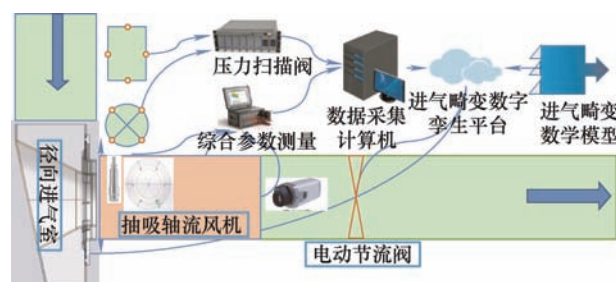 压力扫描阀
综合参数测量
数据采集
计算机
进气畸变数字
孪生平台
进气畸变
数学模型
径向进气室
抽吸轴流风机
电动节流阀